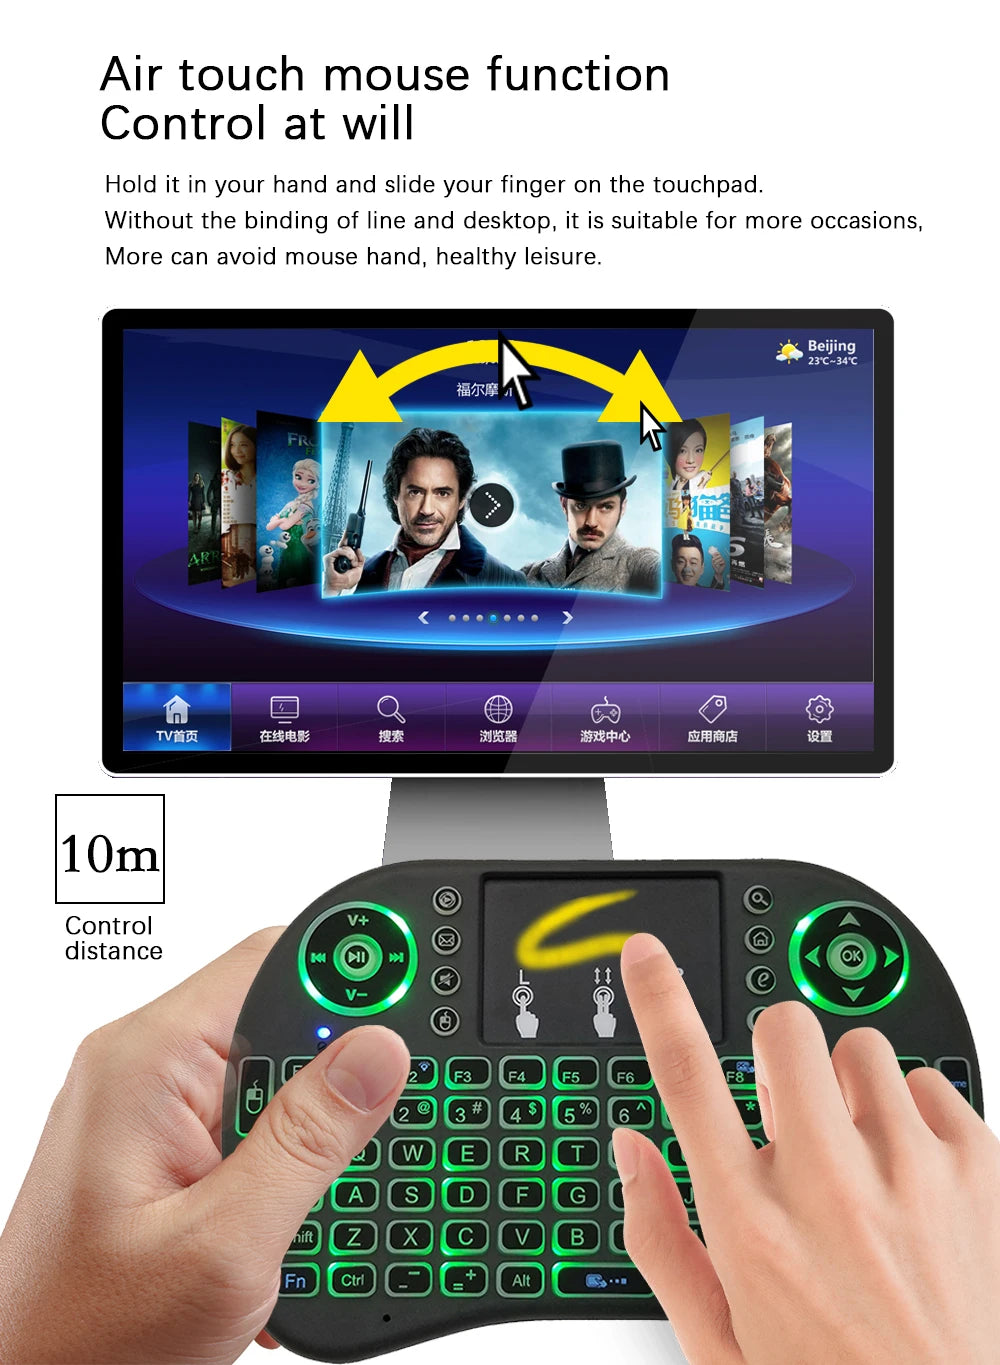 Air touch mouse function
Control at will
Hold it in your hand and slide your finger on the touchpad.
Without the binding of line and desktop, it is suitable for more occasions,
More can avoid mouse hand, healthy leisure.
Beijing
23℃~34℃
福尔摩
TV首页
在线电影
搜索
浏览器
游戏中心
应用商店
设置
10m
Control
distance
V+
V−
OK
L
F3
F4
F5
F6
F8
2 @
3 #
4 $
5 %
6 ^
*
Q
W
E
R
T
A
S
D
F
G
J
Z
X
C
V
B
Fn
Ctrl
_ −
= +
Alt